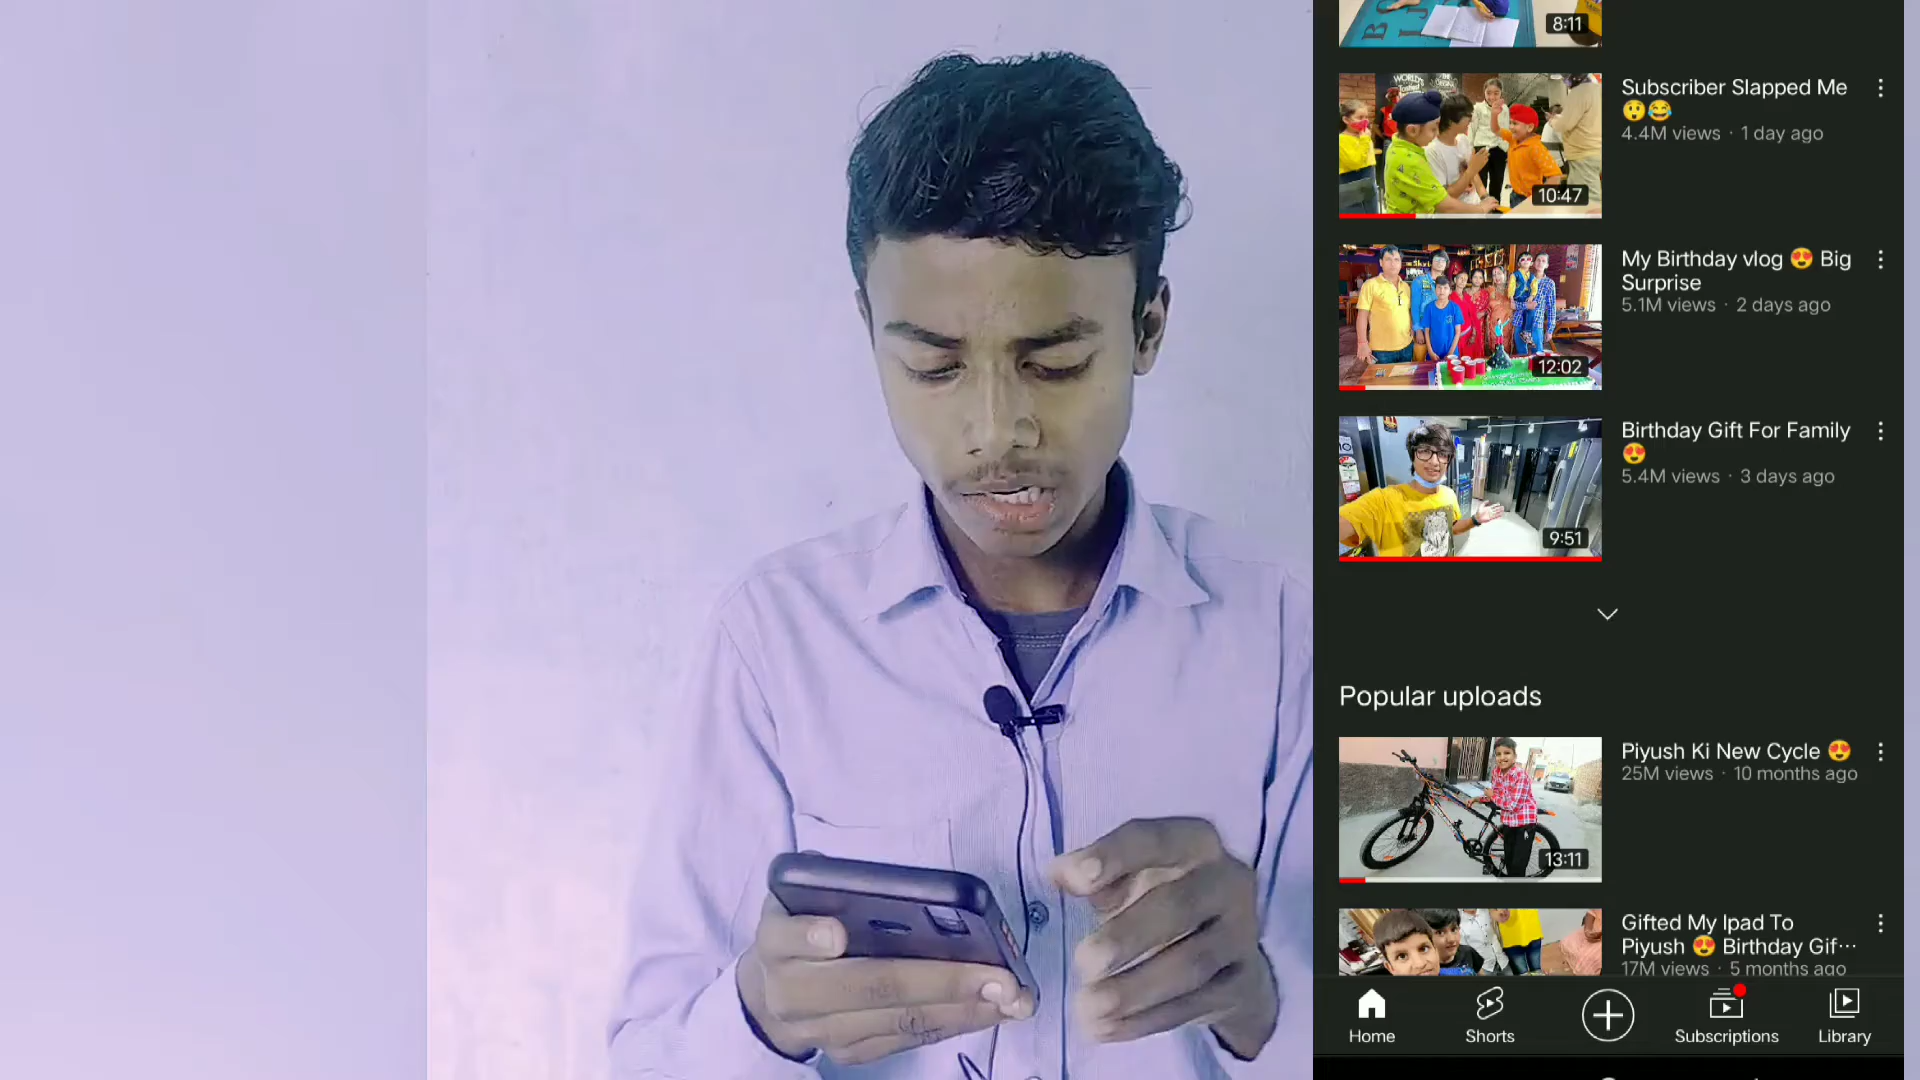 8:11
WORLD'S
Subscriber Slapped Me
😲😂
4.4M views · 1 day ago
10:47
My Birthday vlog 😍 Big
Surprise
5.1M views · 2 days ago
12:02
Birthday Gift For Family
😍
5.4M views · 3 days ago
9:51
Popular uploads
Piyush Ki New Cycle 😍
25M views · 10 months ago
13:11
Gifted My Ipad To
Piyush 😍 Birthday Gif...
17M views · 5 months ago
Home
Shorts
Subscriptions
Library